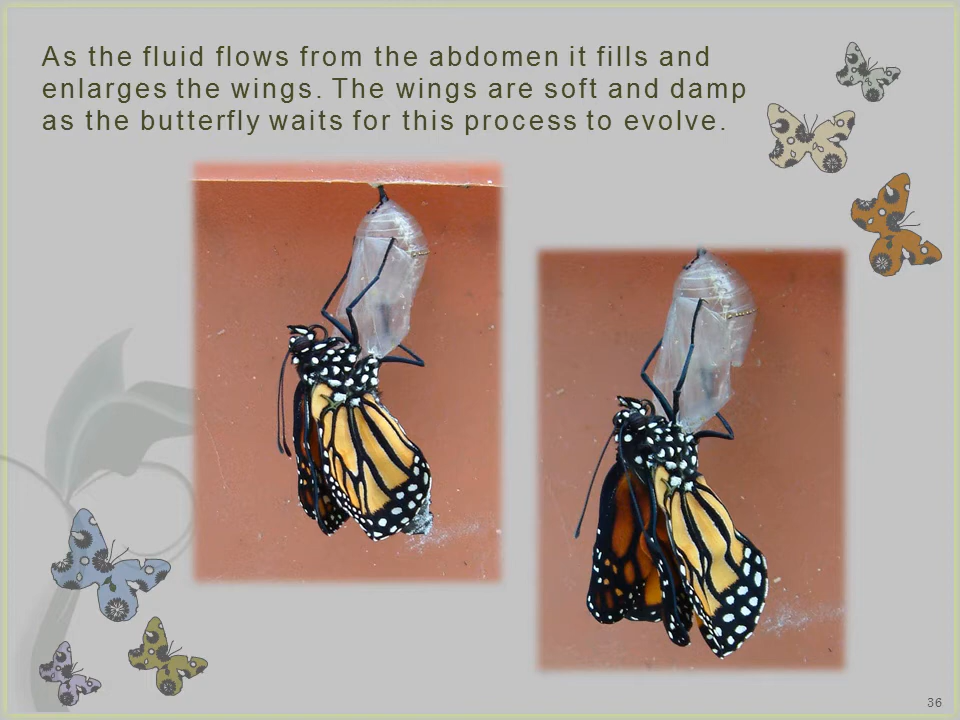 As the fluid flows from the abdomen it fills and
enlarges the wings. The wings are soft and damp
as the butterfly waits for this process to evolve.
36